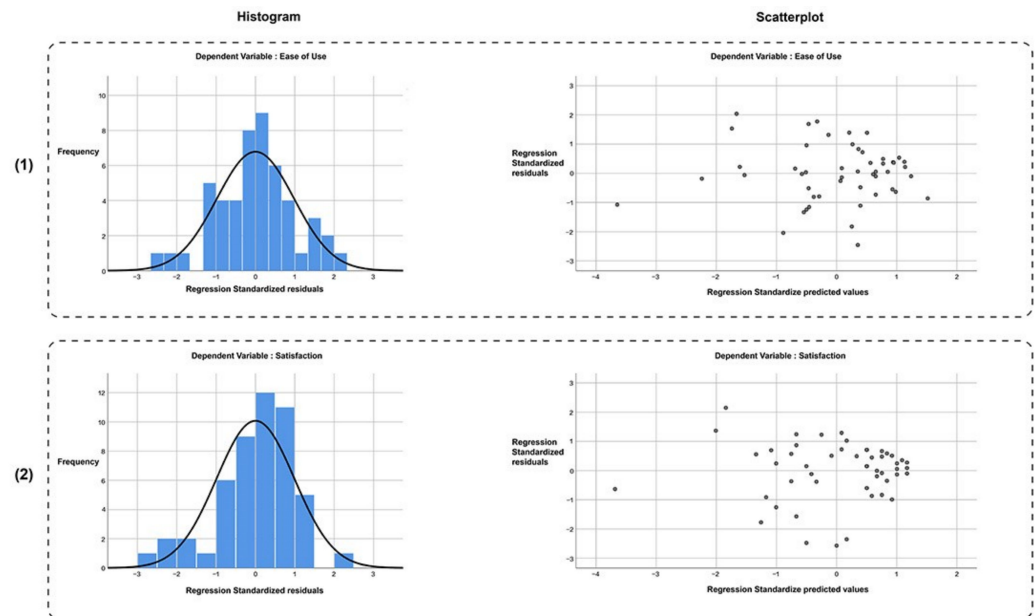 Histogram
Scatterplot
(1)
Dependent Variable : Ease of Use
Frequency
10
8
6
4
2
0
−3 −2 −1 0 1 2 3
Regression Standardized residuals
Dependent Variable : Ease of Use
Regression
Standardized
residuals
3
2
1
0
−1
−2
−3
−4 −3 −2 −1 0 1 2
Regression Standardize predicted values
(2)
Dependent Variable : Satisfaction
Frequency
12
10
8
6
4
2
0
−3 −2 −1 0 1 2 3
Regression Standardized residuals
Dependent Variable : Satisfaction
Regression
Standardized
residuals
3
2
1
0
−1
−2
−3
−4 −3 −2 −1 0 1 2
Regression Standardize predicted values